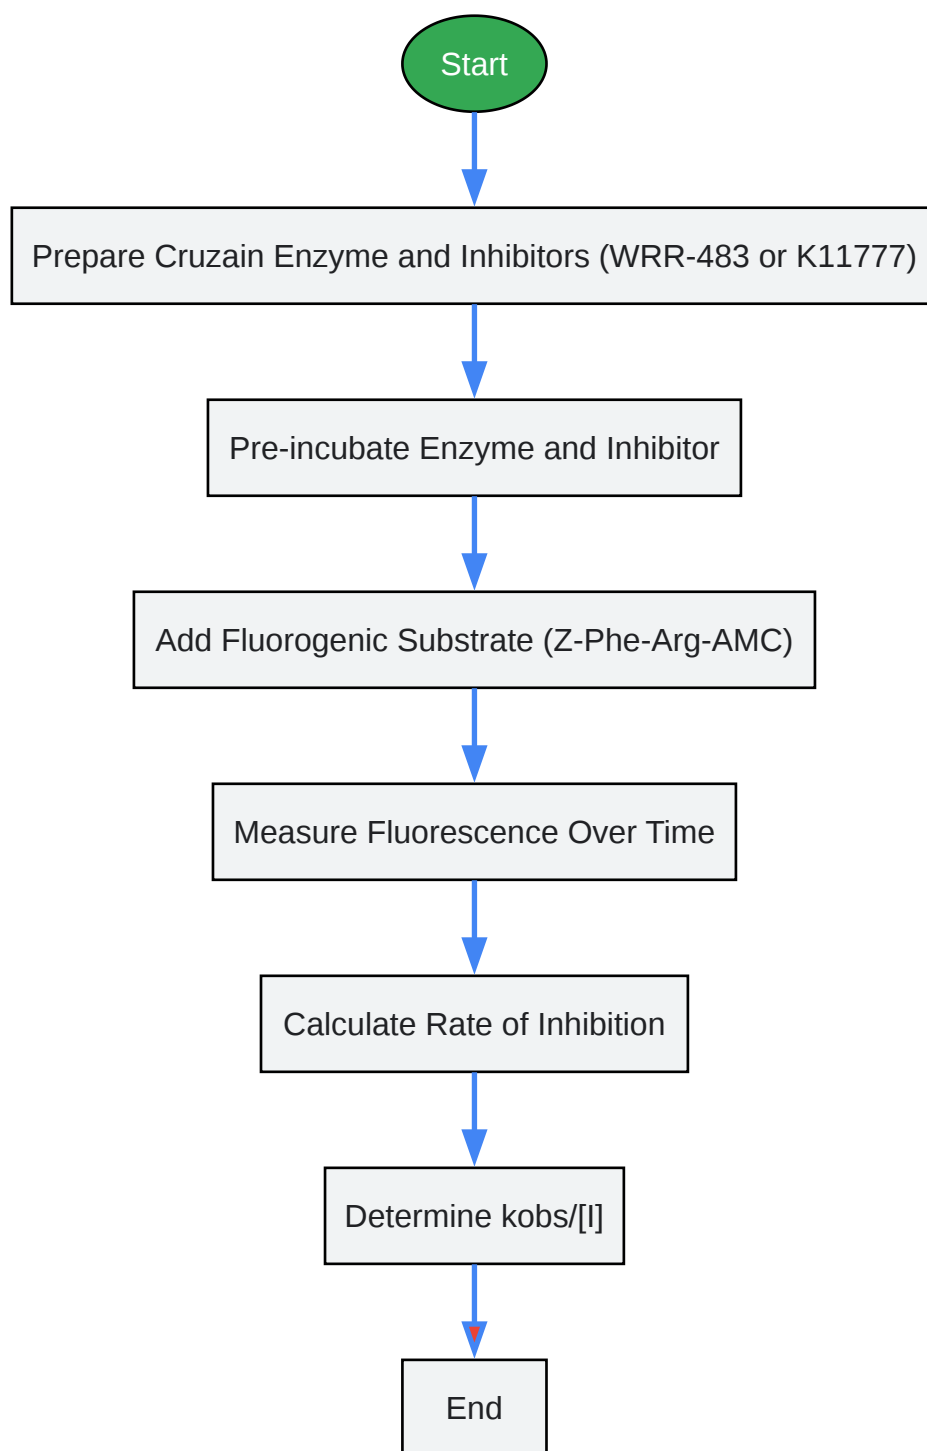 Start
Prepare Cruzain Enzyme and Inhibitors (WRR-483 or K11777)
Pre-incubate Enzyme and Inhibitor
Add Fluorogenic Substrate (Z-Phe-Arg-AMC)
Measure Fluorescence Over Time
Calculate Rate of Inhibition
Determine kobs/[I]
End